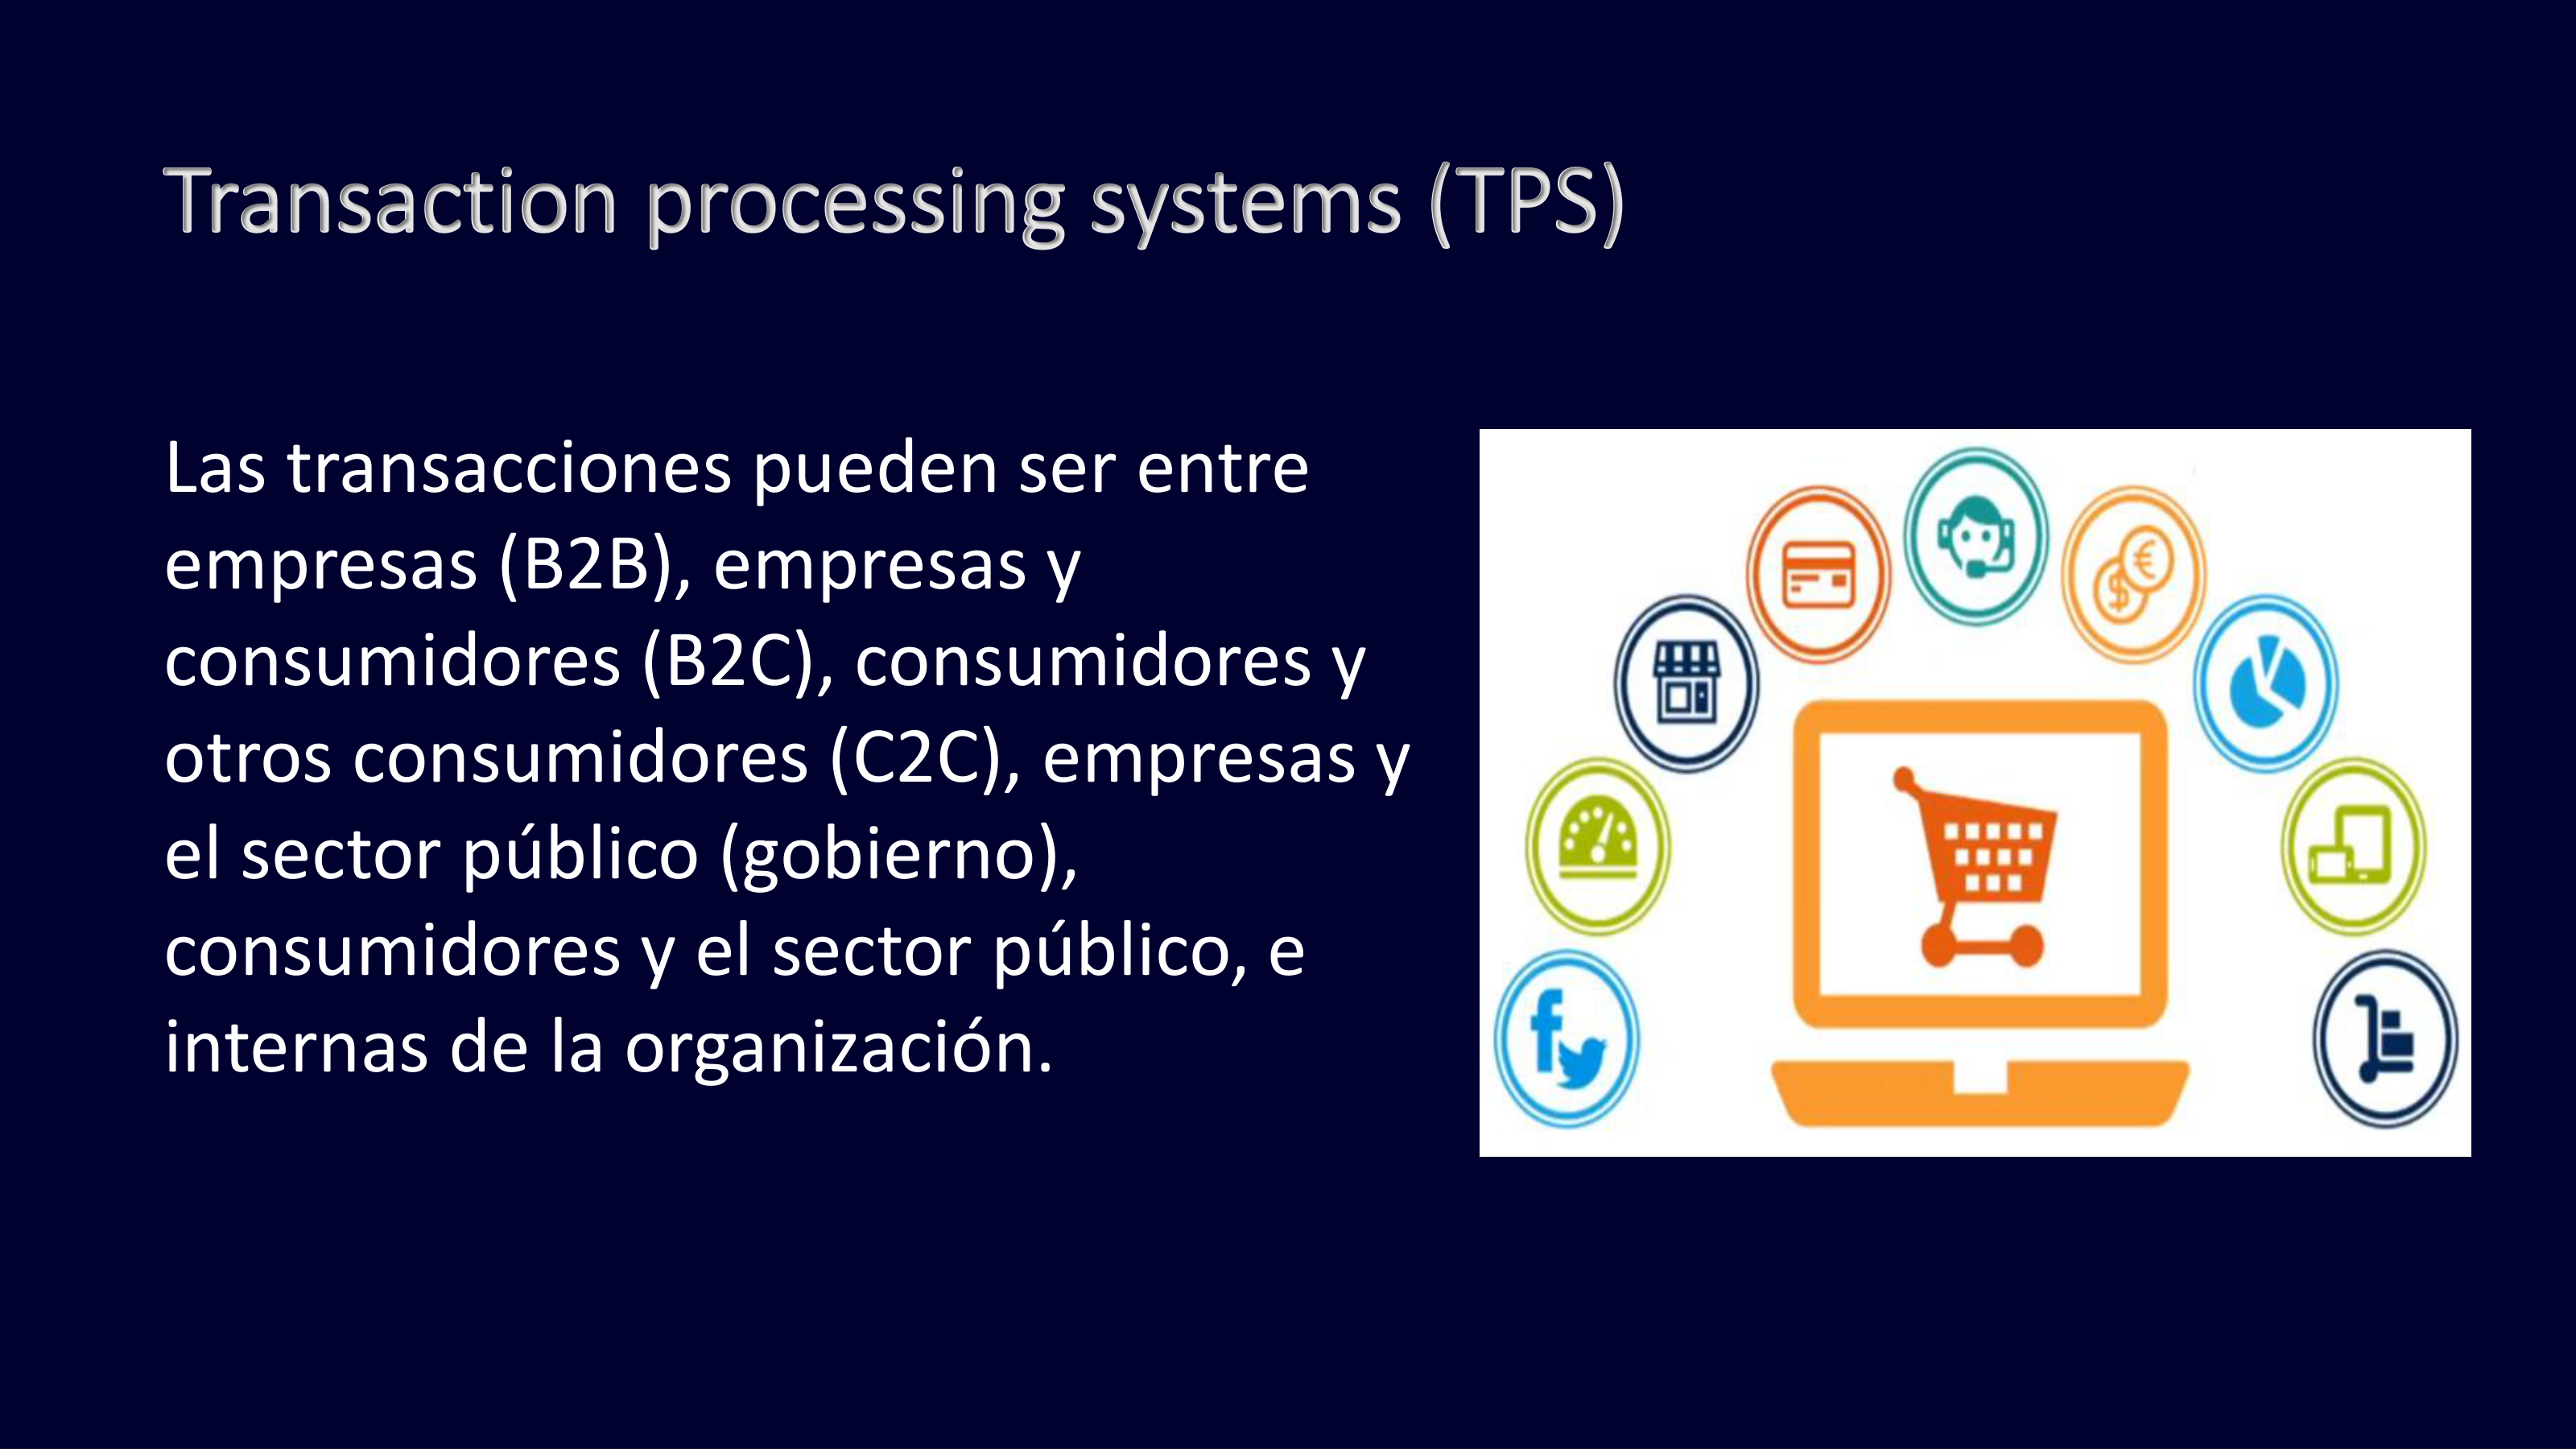 Transaction processing systems (TPS)
Las transacciones pueden ser entre
empresas (B2B), empresas y
consumidores (B2C), consumidores y
otros consumidores (C2C), empresas y
el sector público (gobierno),
consumidores y el sector público, e
internas de la organización.